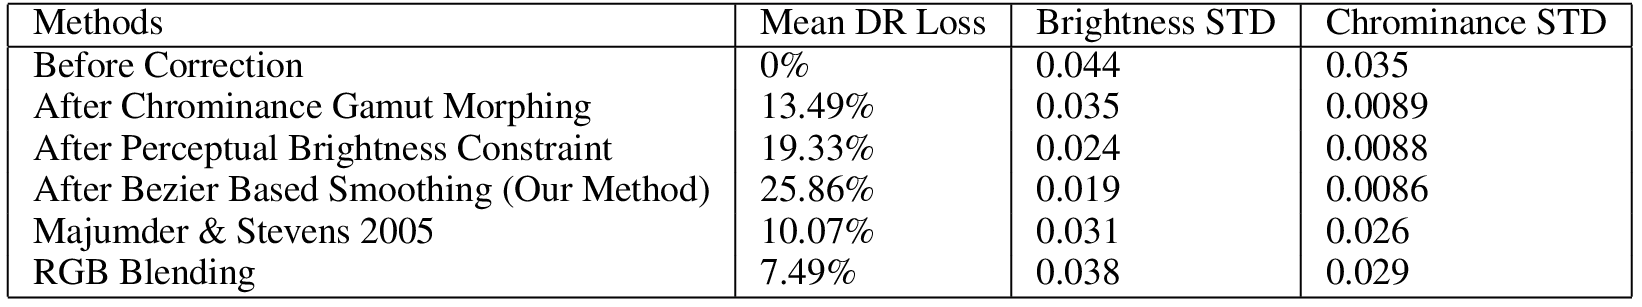 Methods Mean DR Loss Brightness STD Chrominance STD
Before Correction 0% 0.044 0.035
After Chrominance Gamut Morphing 13.49% 0.035 0.0089
After Perceptual Brightness Constraint 19.33% 0.024 0.0088
After Bezier Based Smoothing (Our Method) 25.86% 0.019 0.0086
Majumder & Stevens 2005 10.07% 0.031 0.026
RGB Blending 7.49% 0.038 0.029